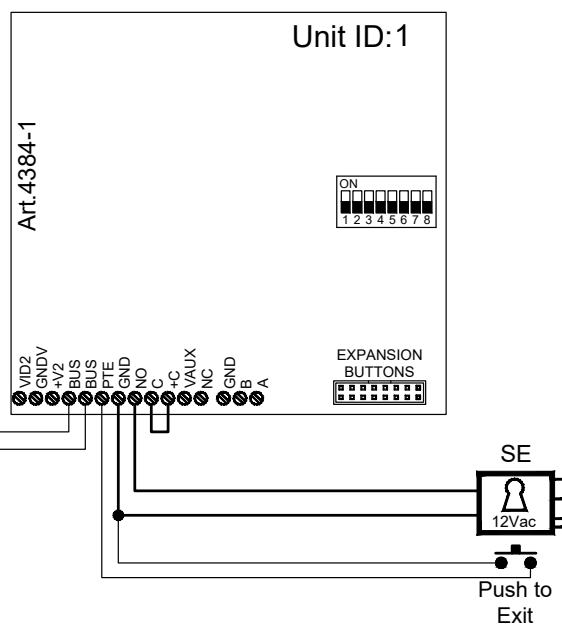 Unit ID:1
Art.4384-1
ON
1 2 3 4 5 6 7 8
VID2
GNDV
+V2
BUS
BUS
PTE
GND
NO
C
+C
VAUX
NC
GND
B
A
EXPANSION
BUTTONS
SE
12Vac
Push to
Exit